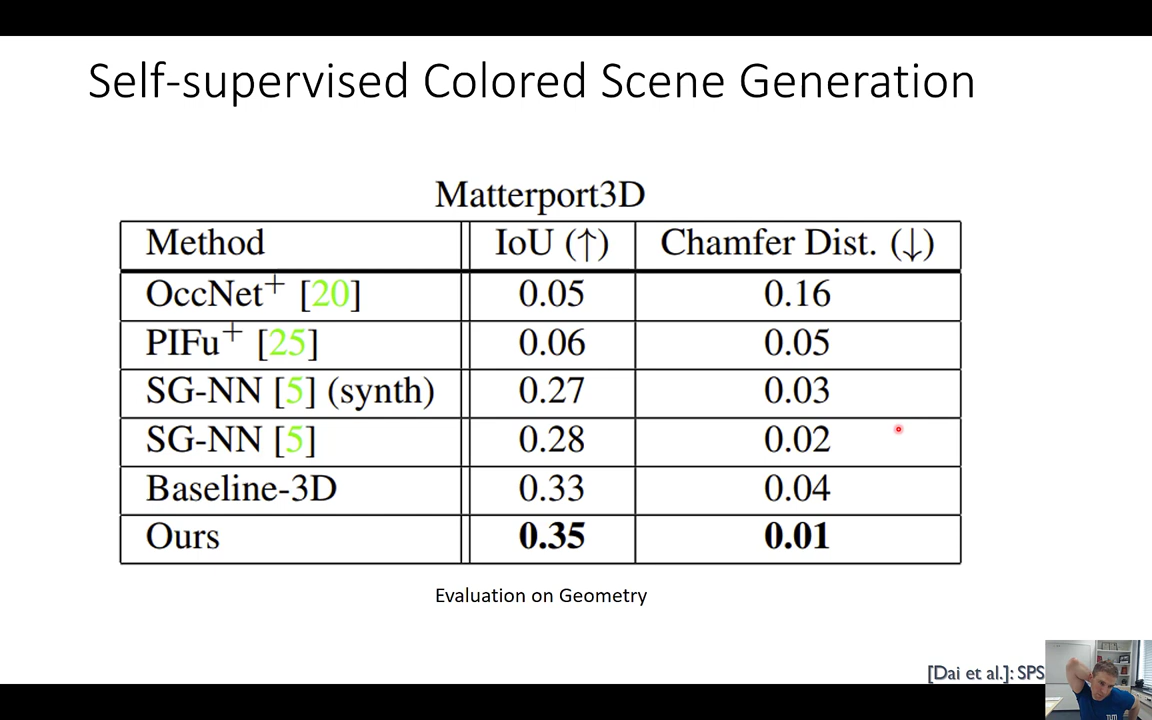 Self-supervised Colored Scene Generation
Matterport3D
Method IoU (↑) Chamfer Dist. (↓)
OccNet⁺ [20] 0.05 0.16
PIFu⁺ [25] 0.06 0.05
SG-NN [5] (synth) 0.27 0.03
SG-NN [5] 0.28 0.02
Baseline-3D 0.33 0.04
Ours 0.35 0.01
Evaluation on Geometry
[Dai et al.]: SPS